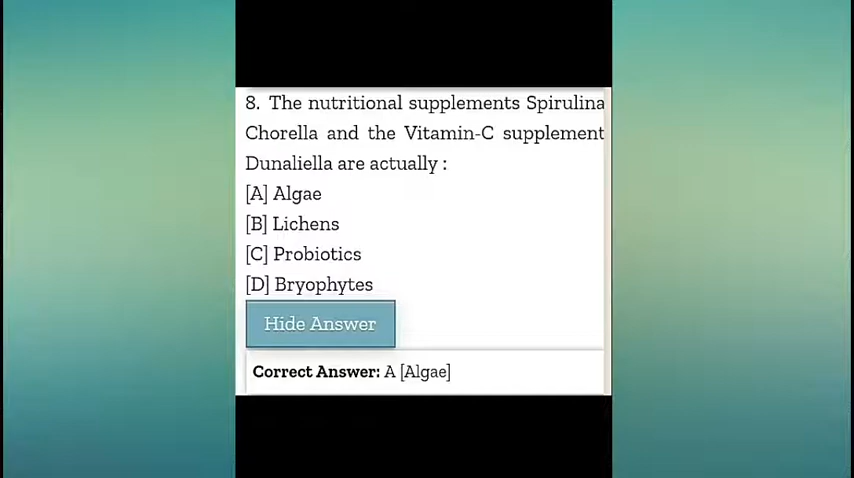 8. The nutritional supplements Spirulina
Chorella and the Vitamin-C supplement
Dunaliella are actually :
[A] Algae
[B] Lichens
[C] Probiotics
[D] Bryophytes
Hide Answer
Correct Answer: A [Algae]